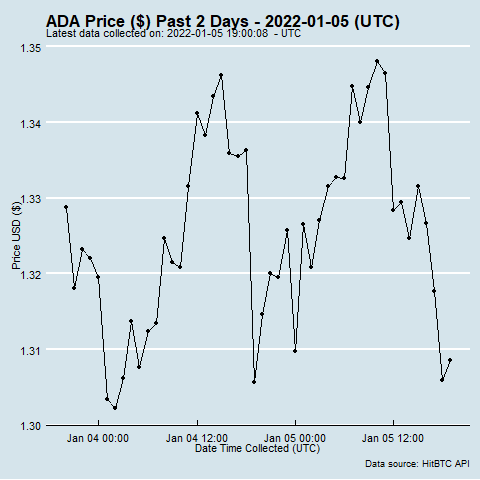 ADA Price ($) Past 2 Days - 2022-01-05 (UTC)
Latest data collected on: 2022-01-05 19:00:08 - UTC
1.35
1.34
1.33
1.32
1.31
1.30
Price USD ($)
Jan 04 00:00 Jan 04 12:00 Jan 05 00:00 Jan 05 12:00
Date Time Collected (UTC)
Data source: HitBTC API